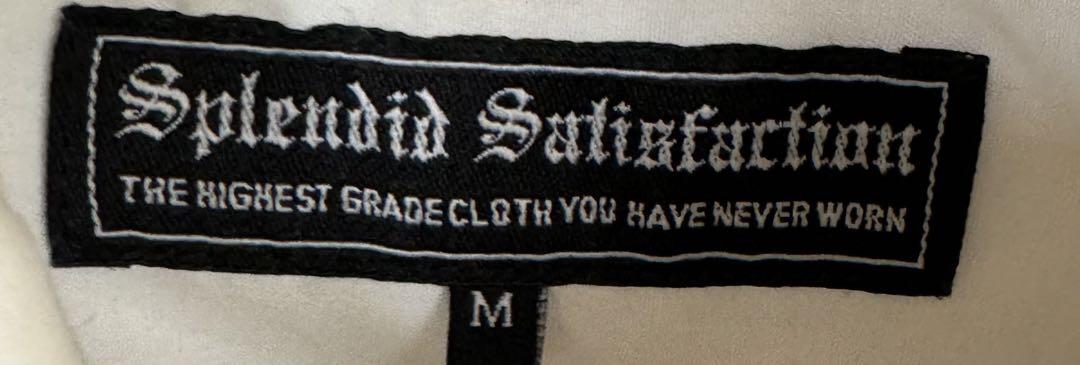 Splendid Satisfaction
THE HIGHEST GRADE CLOTH YOU HAVE NEVER WORN
M